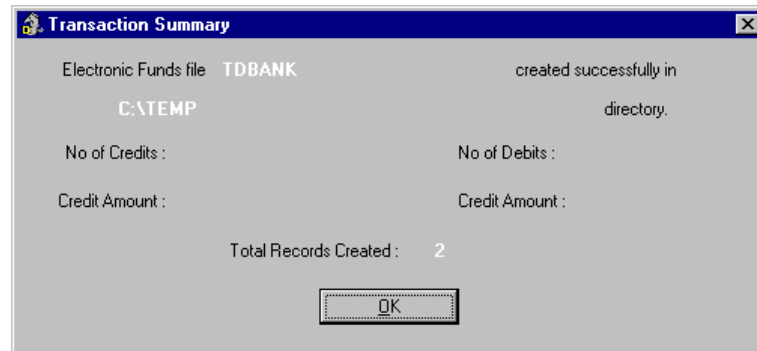 Transaction Summary
Electronic Funds file TDBANK created successfully in
C:\TEMP directory.
No of Credits : No of Debits :
Credit Amount : Credit Amount :
Total Records Created : 2
OK